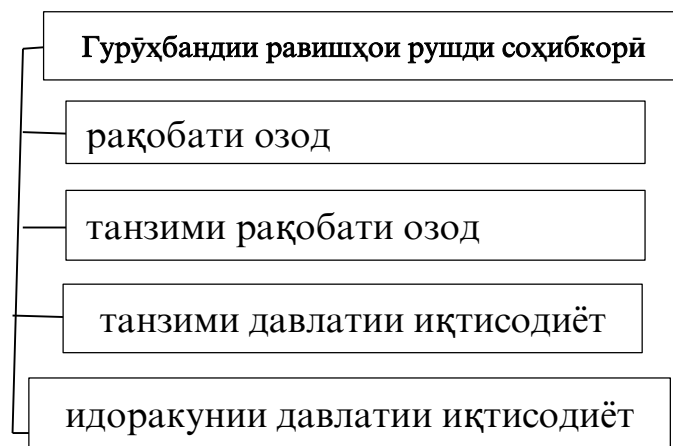 Гурӯҳбандии равишҳои рушди соҳибкорӣ
рақобати озод
танзими рақобати озод
танзими давлатии иқтисодиёт
идоракунии давлатии иқтисодиёт